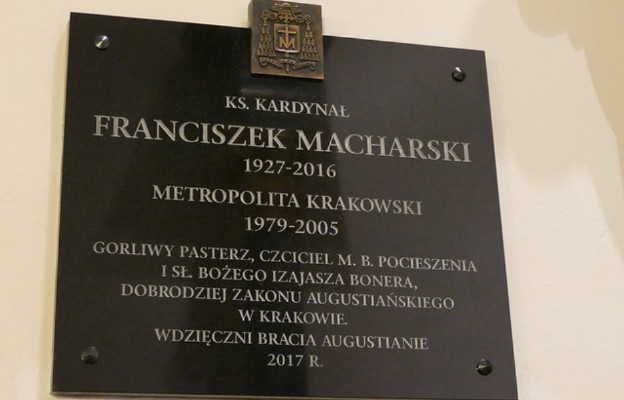 KS. KARDYNAŁ
FRANCISZEK MACHARSKI
1927-2016
METROPOLITA KRAKOWSKI
1979-2005
GORLIWY PASTERZ, CZCICIEL M. B. POCIESZENIA
I SŁ. BOŻEGO IZAJASZA BONERA,
DOBRODZIEJ ZAKONU AUGUSTIAŃSKIEGO
W KRAKOWIE.
WDZIĘCZNI BRACIA AUGUSTIANIE
2017 R.